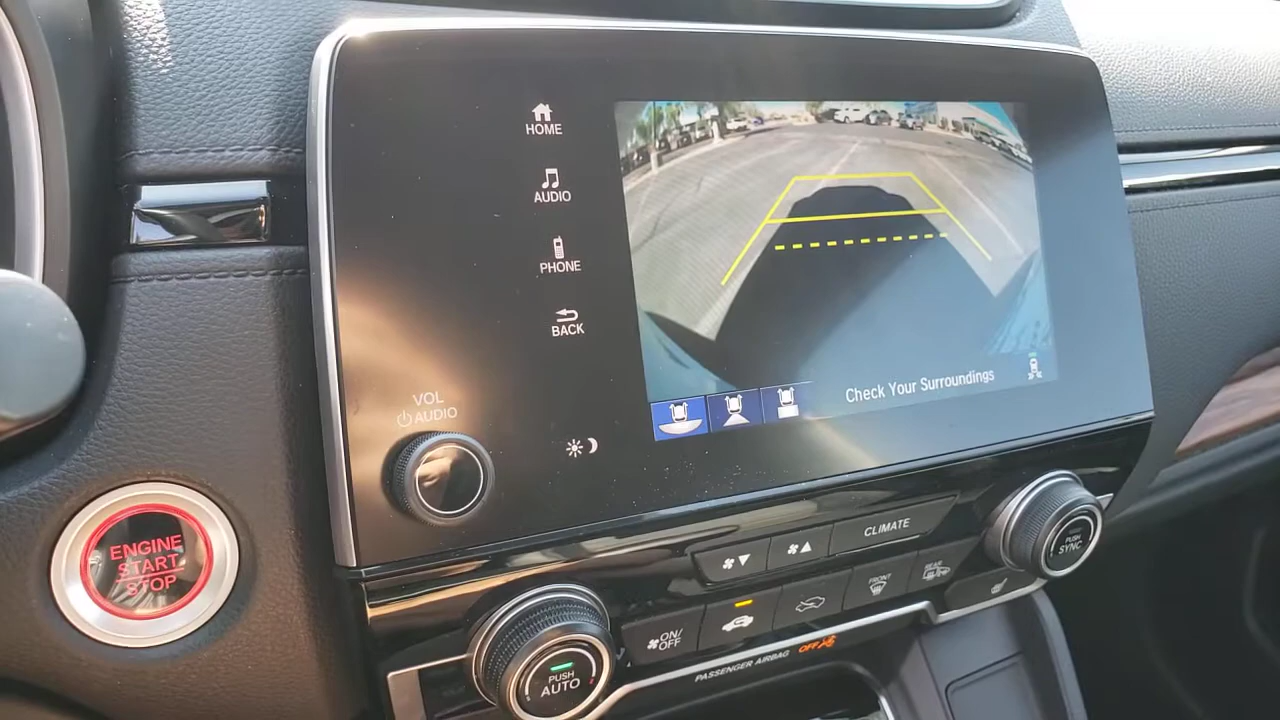 HOME
AUDIO
PHONE
BACK
VOL
AUDIO
Check Your Surroundings
ENGINE
START
STOP
CLIMATE
PUSH
SYNC
FRONT
REAR
ON/
OFF
PUSH
AUTO
PASSENGER AIRBAG OFF